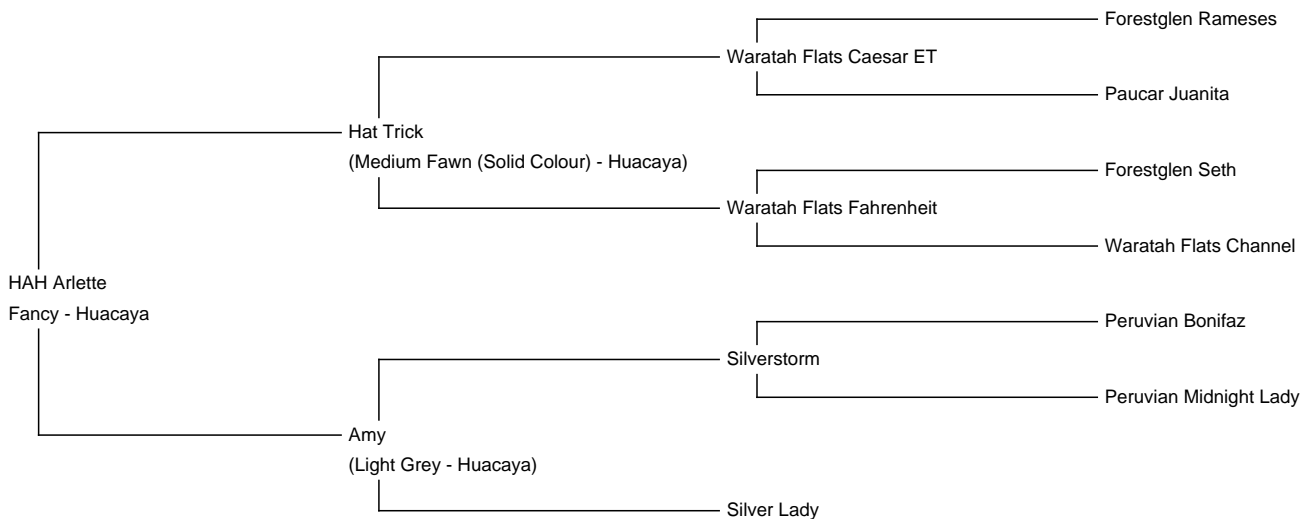 Forestglen Rameses
Waratah Flats Caesar ET
Paucar Juanita
Hat Trick
(Medium Fawn (Solid Colour) - Huacaya)
Forestglen Seth
Waratah Flats Fahrenheit
Waratah Flats Channel
HAH Arlette
Fancy - Huacaya
Peruvian Bonifaz
Silverstorm
Peruvian Midnight Lady
Amy
(Light Grey - Huacaya)
Silver Lady